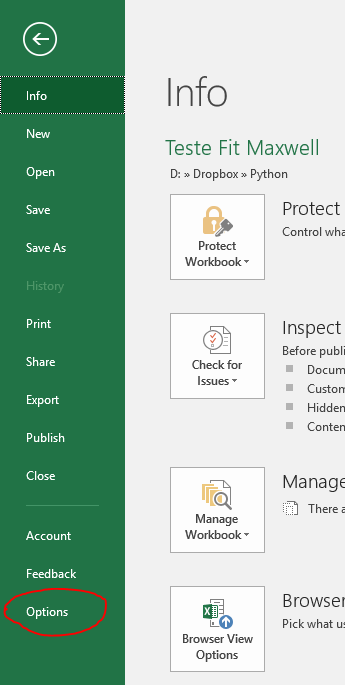 Info
New
Open
Save
Save As
History
Print
Share
Export
Publish
Close
Account
Feedback
Options
Info
Teste Fit Maxwell
D: » Dropbox » Python
Protect
Workbook
Protect
Control wha
Check for
Issues
Inspect
Before publi
Docum
Custom
Hidden
Conten
Manage
Workbook
Manage
There a
Browser View
Options
Browser
Pick what us